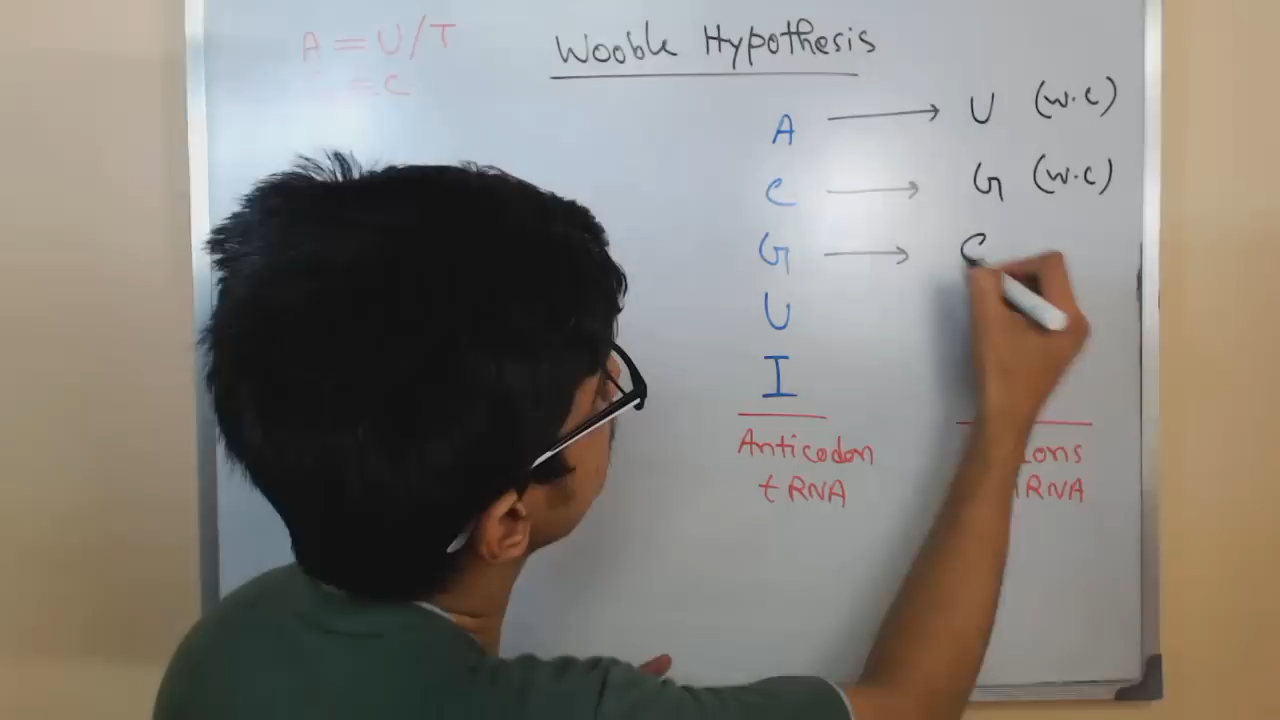 A = U/T
= C
Wooble Hypothesis
A → U (w.c)
C → G (w.c)
G → C
U
I
Anticodon
tRNA
RNA